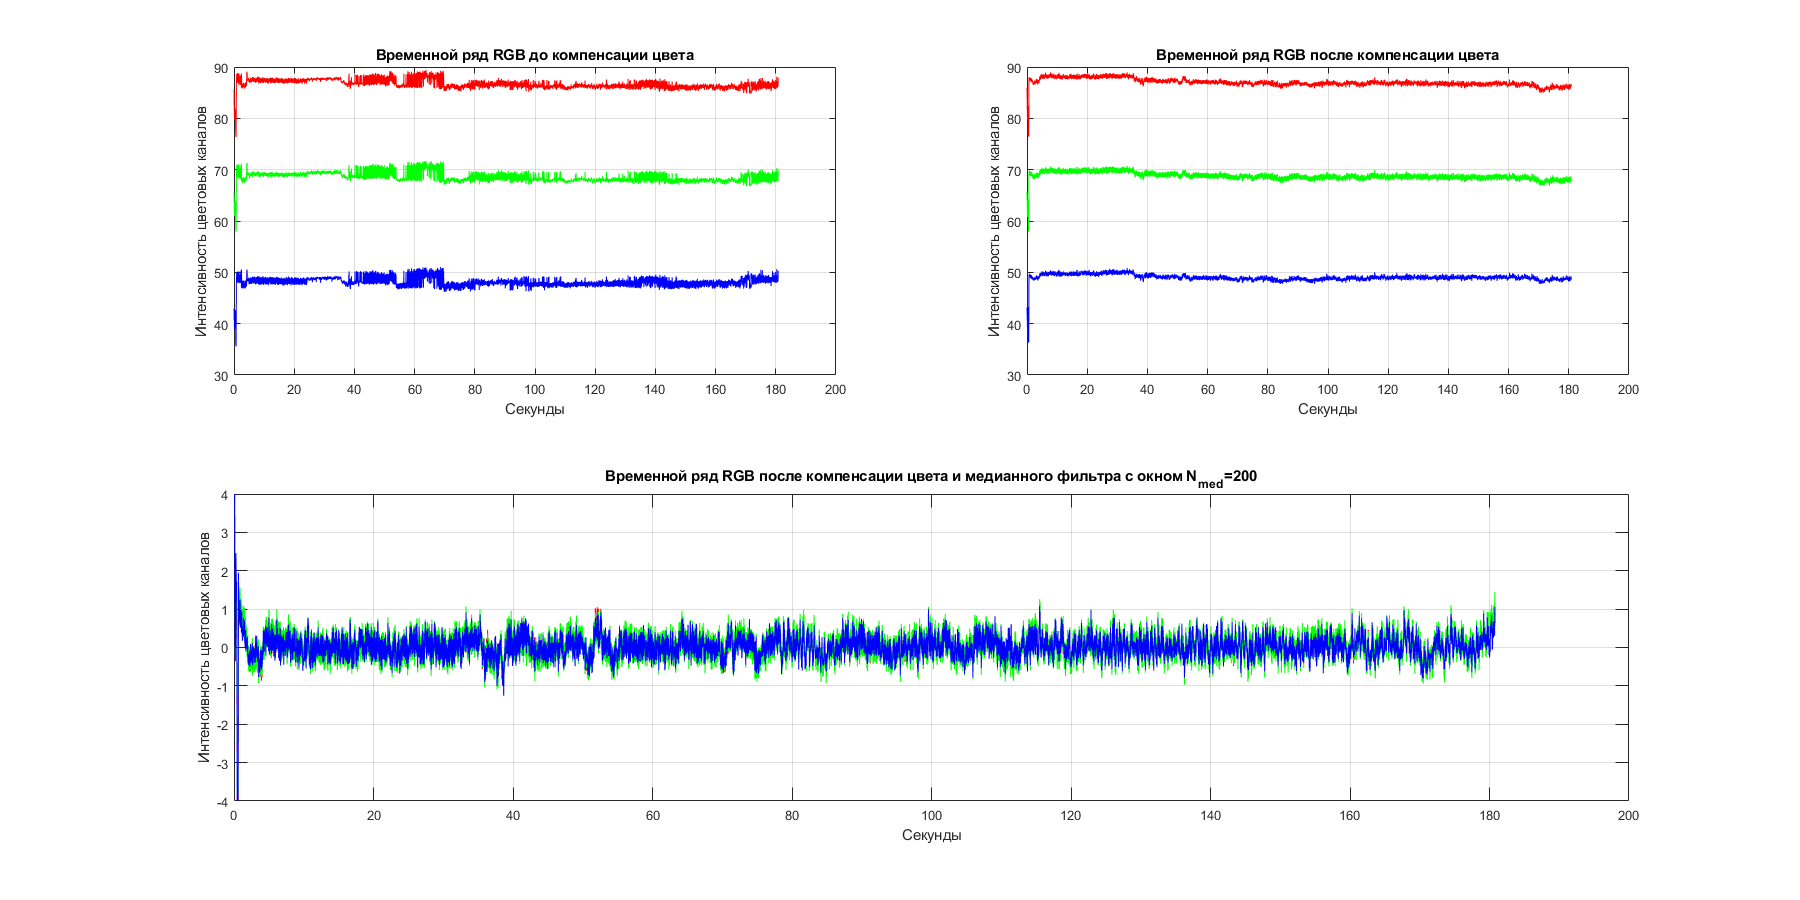 Временной ряд RGB до компенсации цвета
Интенсивность цветовых каналов
90
80
70
60
50
40
30
0 20 40 60 80 100 120 140 160 180 200
Секунды
Временной ряд RGB после компенсации цвета
Интенсивность цветовых каналов
90
80
70
60
50
40
30
0 20 40 60 80 100 120 140 160 180 200
Секунды
Временной ряд RGB после компенсации цвета и медианного фильтра с окном N_med=200
Интенсивность цветовых каналов
4
3
2
1
0
-1
-2
-3
-4
0 20 40 60 80 100 120 140 160 180 200
Секунды